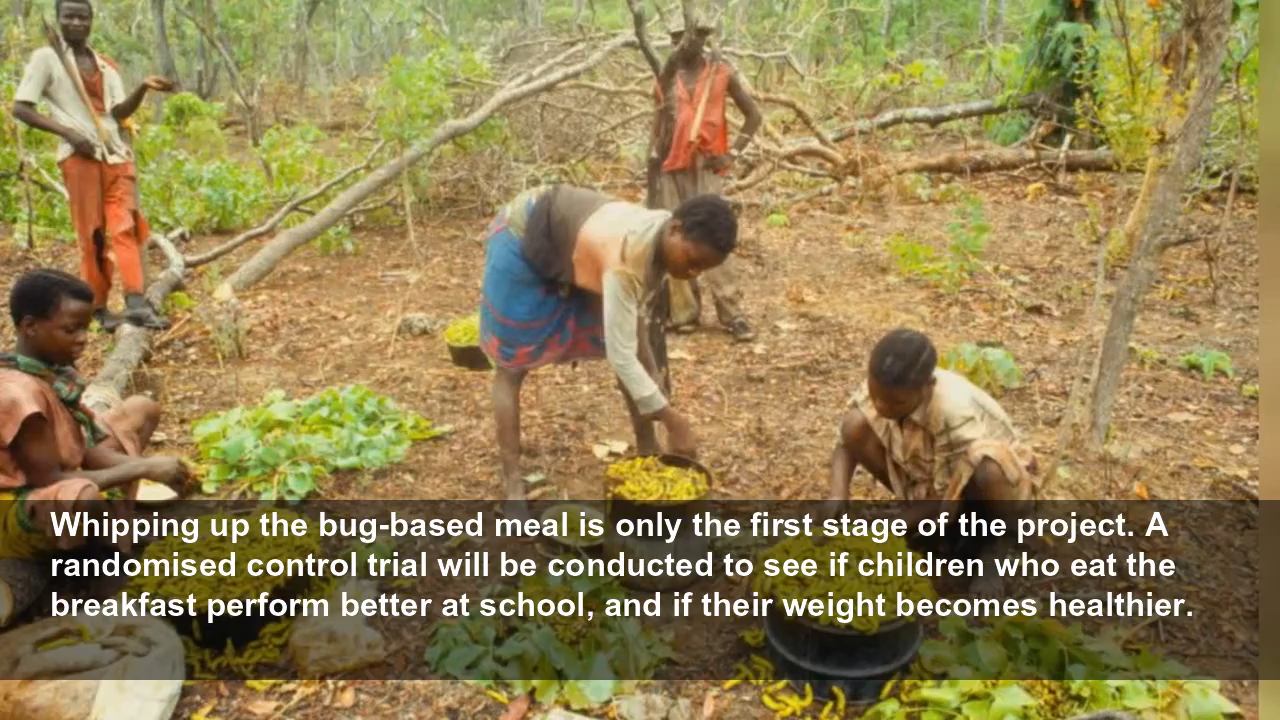 Whipping up the bug-based meal is only the first stage of the project. A
randomised control trial will be conducted to see if children who eat the
breakfast perform better at school, and if their weight becomes healthier.